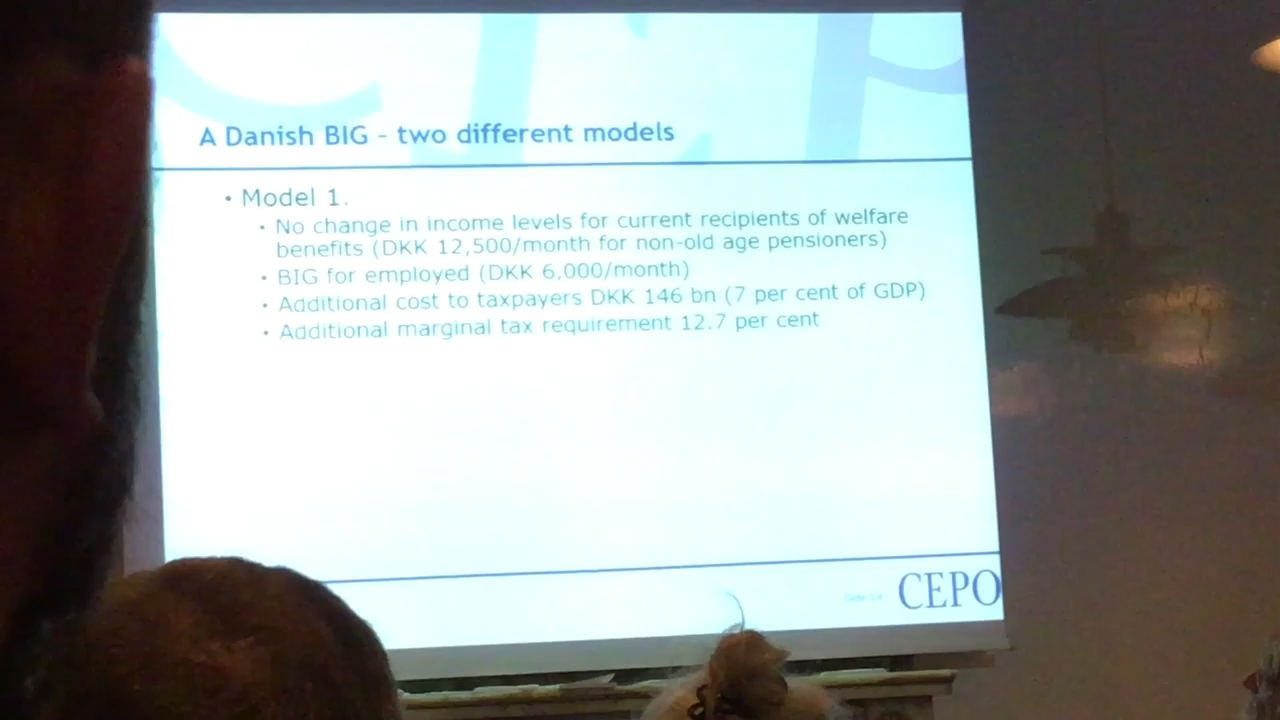 A Danish BIG - two different models
• Model 1.
• No change in income levels for current recipients of welfare
benefits (DKK 12,500/month for non-old age pensioners)
• BIG for employed (DKK 6,000/month)
• Additional cost to taxpayers DKK 146 bn (7 per cent of GDP)
• Additional marginal tax requirement 12.7 per cent
CEPO